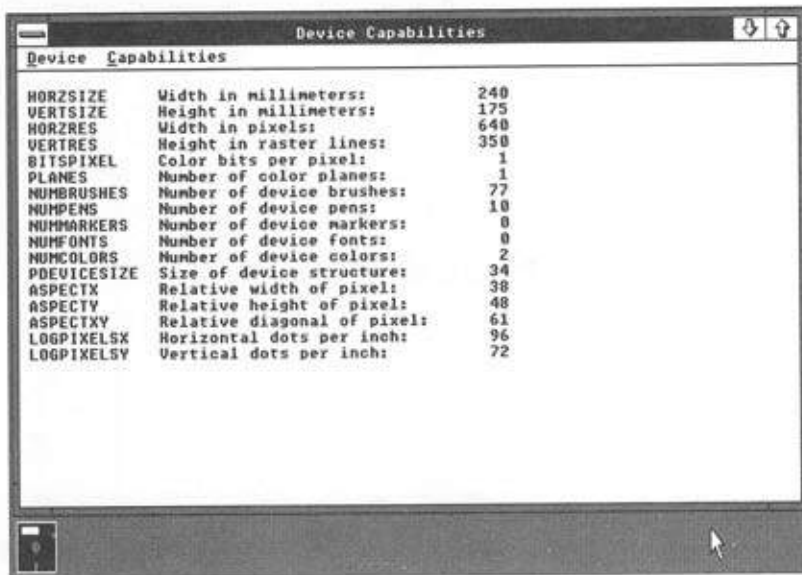 Device Capabilities
Device Capabilities
HORZSIZE Width in millimeters: 240
VERTSIZE Height in millimeters: 175
HORZRES Width in pixels: 640
VERTRES Height in raster lines: 350
BITSPIXEL Color bits per pixel: 1
PLANES Number of color planes: 1
NUMBRUSHES Number of device brushes: 77
NUMPENS Number of device pens: 10
NUMMARKERS Number of device markers: 0
NUMFONTS Number of device fonts: 0
NUMCOLORS Number of device colors: 2
PDEVICESIZE Size of device structure: 34
ASPECTX Relative width of pixel: 38
ASPECTY Relative height of pixel: 48
ASPECTXY Relative diagonal of pixel: 61
LOGPIXELSX Horizontal dots per inch: 96
LOGPIXELSY Vertical dots per inch: 72